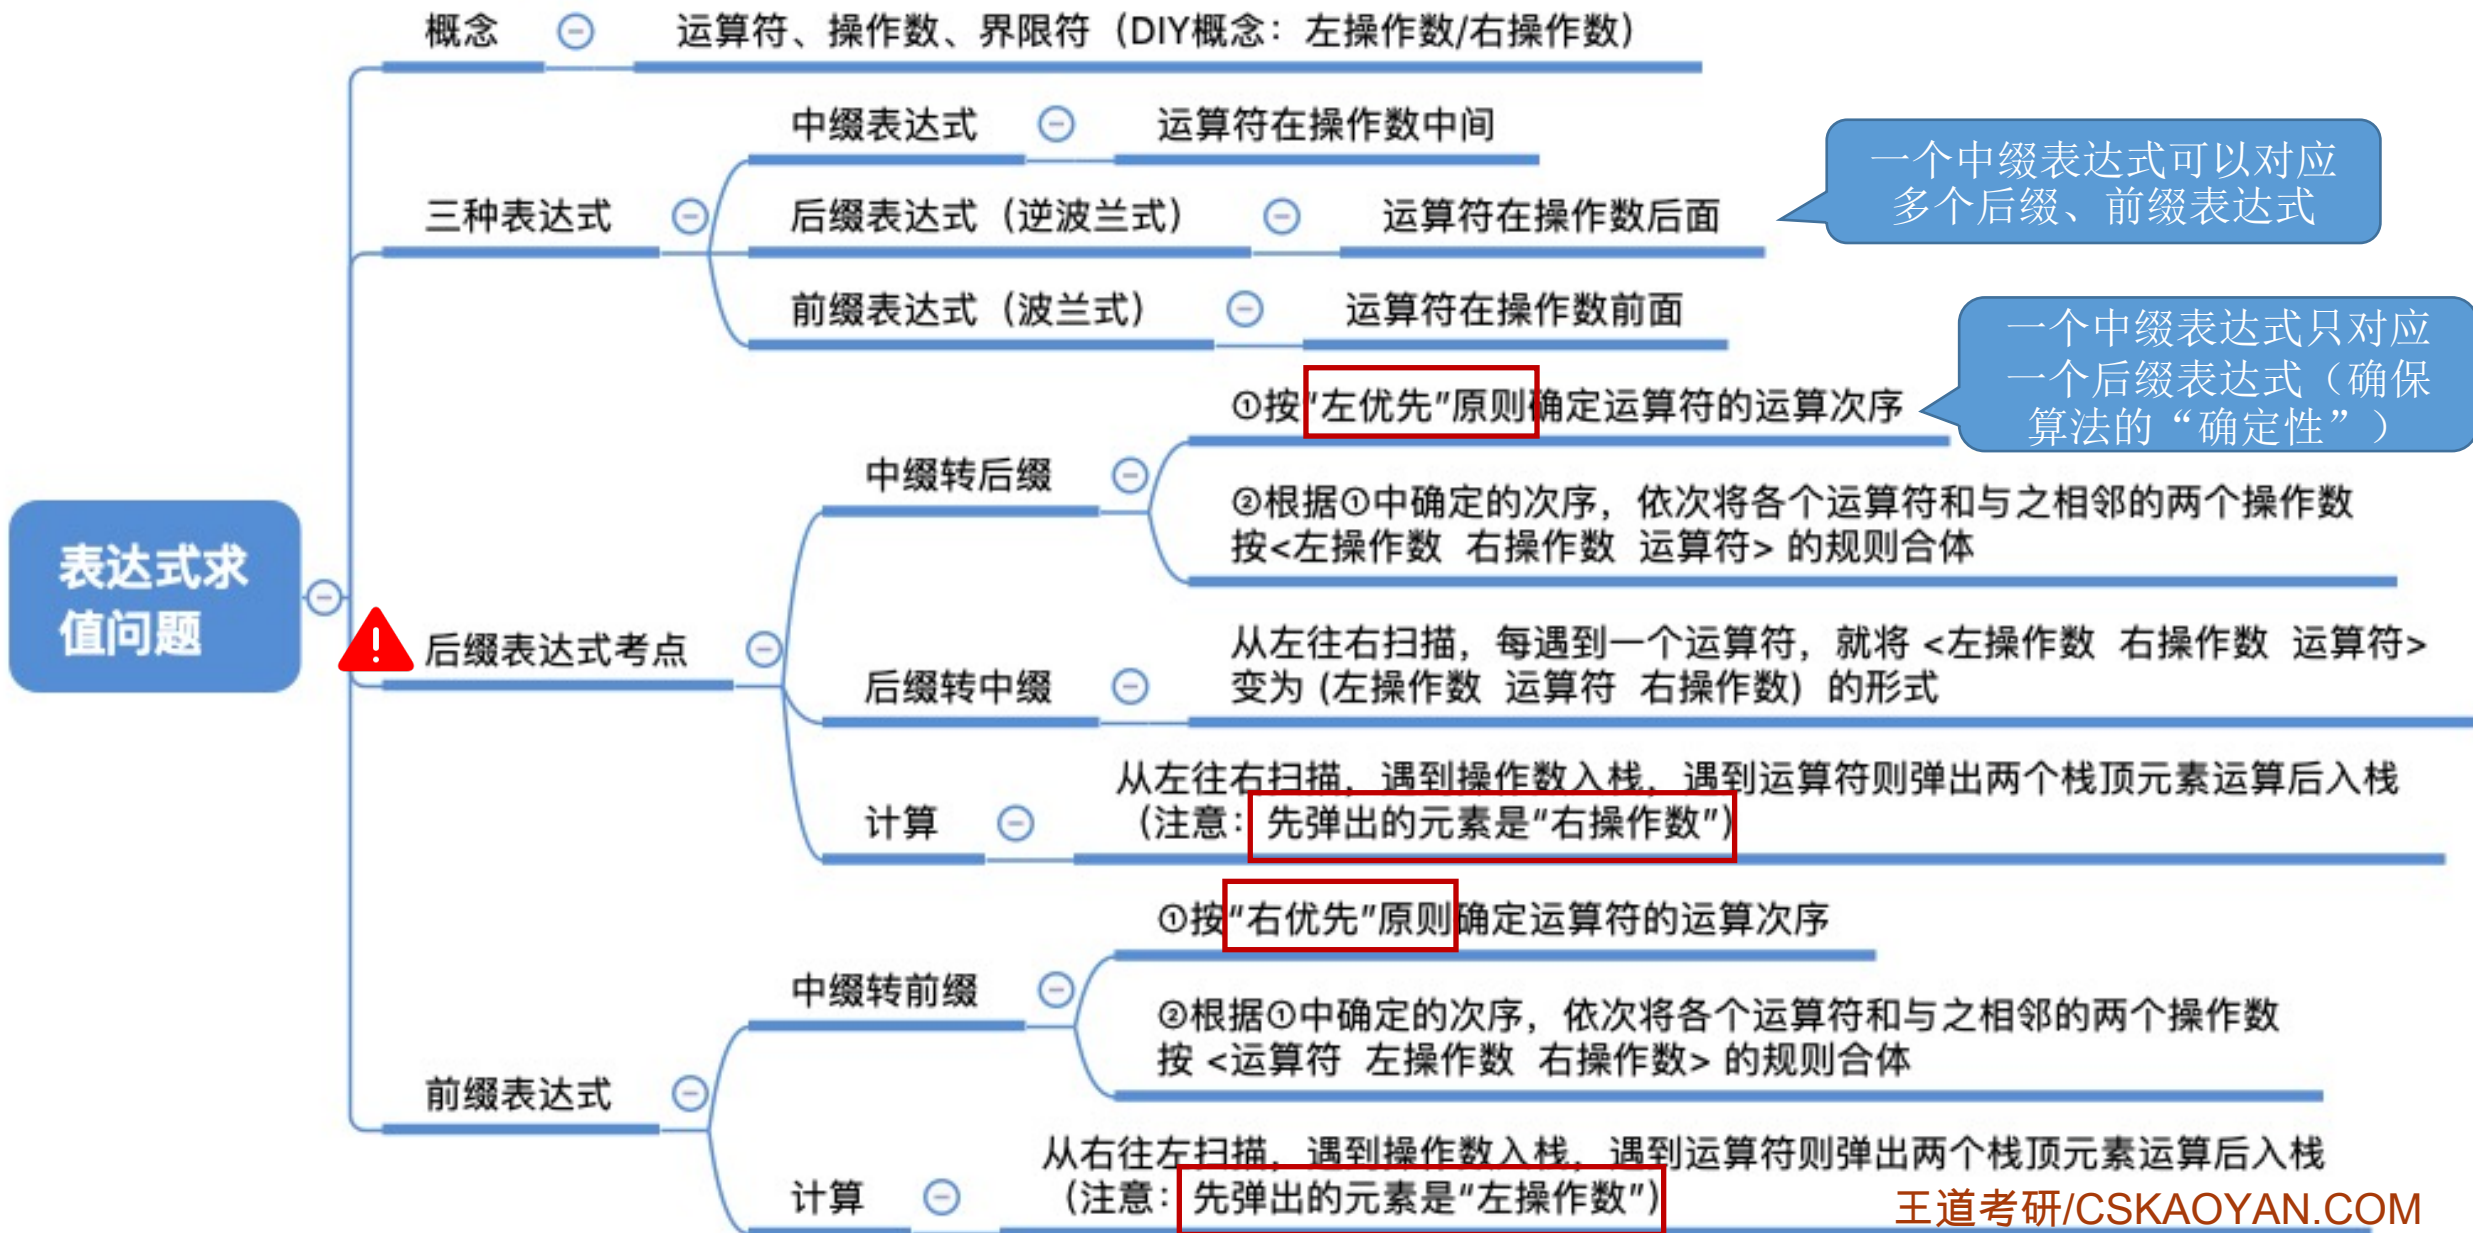 概念
运算符、操作数、界限符（DIY概念：左操作数/右操作数）
中缀表达式
运算符在操作数中间
一个中缀表达式可以对应
多个后缀、前缀表达式
三种表达式
后缀表达式（逆波兰式）
运算符在操作数后面
前缀表达式（波兰式）
运算符在操作数前面
一个中缀表达式只对应
一个后缀表达式（确保
算法的“确定性”）
①按“左优先”原则确定运算符的运算次序
中缀转后缀
②根据①中确定的次序，依次将各个运算符和与之相邻的两个操作数
按<左操作数 右操作数 运算符> 的规则合体
表达式求
值问题
后缀表达式考点
从左往右扫描，每遇到一个运算符，就将 <左操作数 右操作数 运算符>
变为 (左操作数 运算符 右操作数) 的形式
后缀转中缀
从左往右扫描，遇到操作数入栈，遇到运算符则弹出两个栈顶元素运算后入栈
（注意：先弹出的元素是“右操作数”）
计算
①按“右优先”原则确定运算符的运算次序
中缀转前缀
②根据①中确定的次序，依次将各个运算符和与之相邻的两个操作数
按 <运算符 左操作数 右操作数> 的规则合体
前缀表达式
从右往左扫描，遇到操作数入栈，遇到运算符则弹出两个栈顶元素运算后入栈
（注意：先弹出的元素是“左操作数”）
计算
王道考研/CSKAOYAN.COM